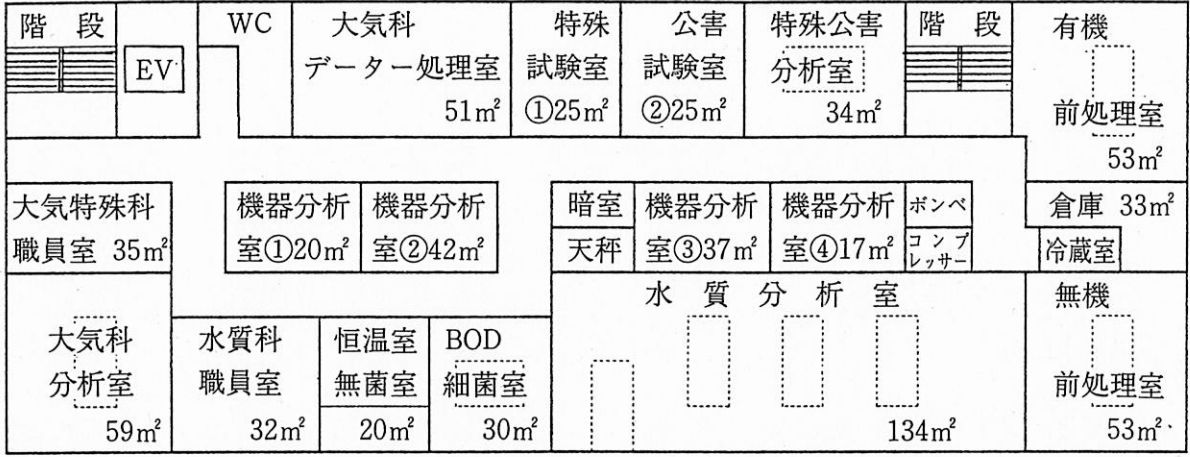 階 段
EV
WC
大気科
データー処理室
51m²
特殊
試験室
①25m²
公害
試験室
②25m²
特殊公害
分析室
34m²
階 段
有機
前処理室
53m²
大気特殊科
職員室 35m²
機器分析
室①20m²
機器分析
室②42m²
暗室
天秤
機器分析
室③37m²
機器分析
室④17m²
ボンベ
コンプ
レッサー
倉庫 33m²
冷蔵室
大気科
分析室
59m²
水質科
職員室
32m²
恒温室
無菌室
20m²
BOD
細菌室
30m²
水質分析室
134m²
無機
前処理室
53m²